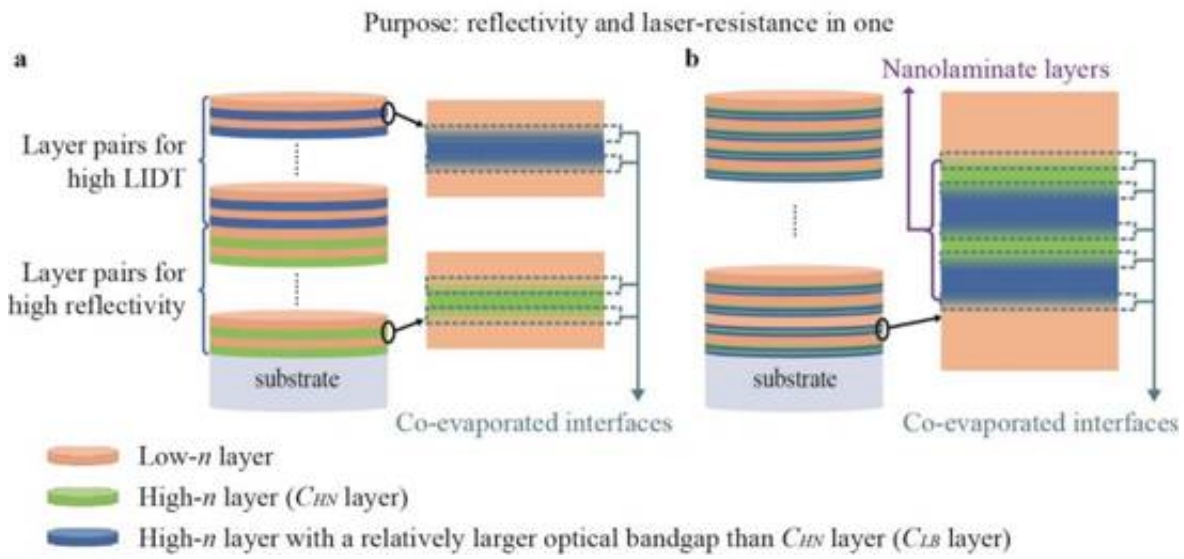 Purpose: reflectivity and laser-resistance in one
a
Layer pairs for
high LIDT
Layer pairs for
high reflectivity
substrate
Co-evaporated interfaces
b
Nanolaminate layers
substrate
Co-evaporated interfaces
Low-n layer
High-n layer (CHN layer)
High-n layer with a relatively larger optical bandgap than CHN layer (CLB layer)